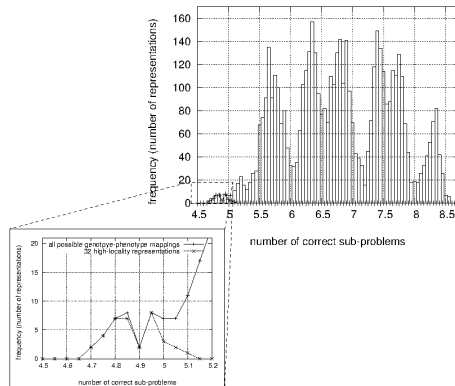 160
140
120
100
80
60
40
20
0
frequency (number of representations)
4.5 5 5.5 6 6.5 7 7.5 8 8.5
number of correct sub-problems
all possible genotpye-phenotype mappings
32 high-locality representations
20
15
10
5
0
frequency (number of representations)
4.5 4.6 4.7 4.8 4.9 5 5.1 5.2
number of correct sub-problems